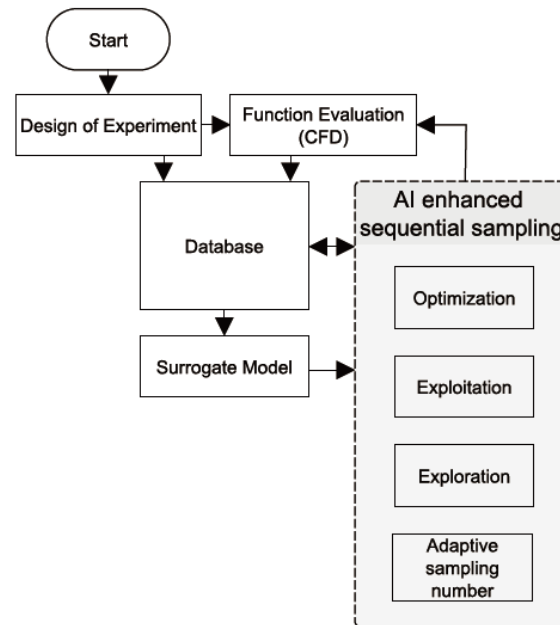 Start
Design of Experiment
Function Evaluation
(CFD)
AI enhanced
sequential sampling
Database
Optimization
Surrogate Model
Exploitation
Exploration
Adaptive
sampling
number